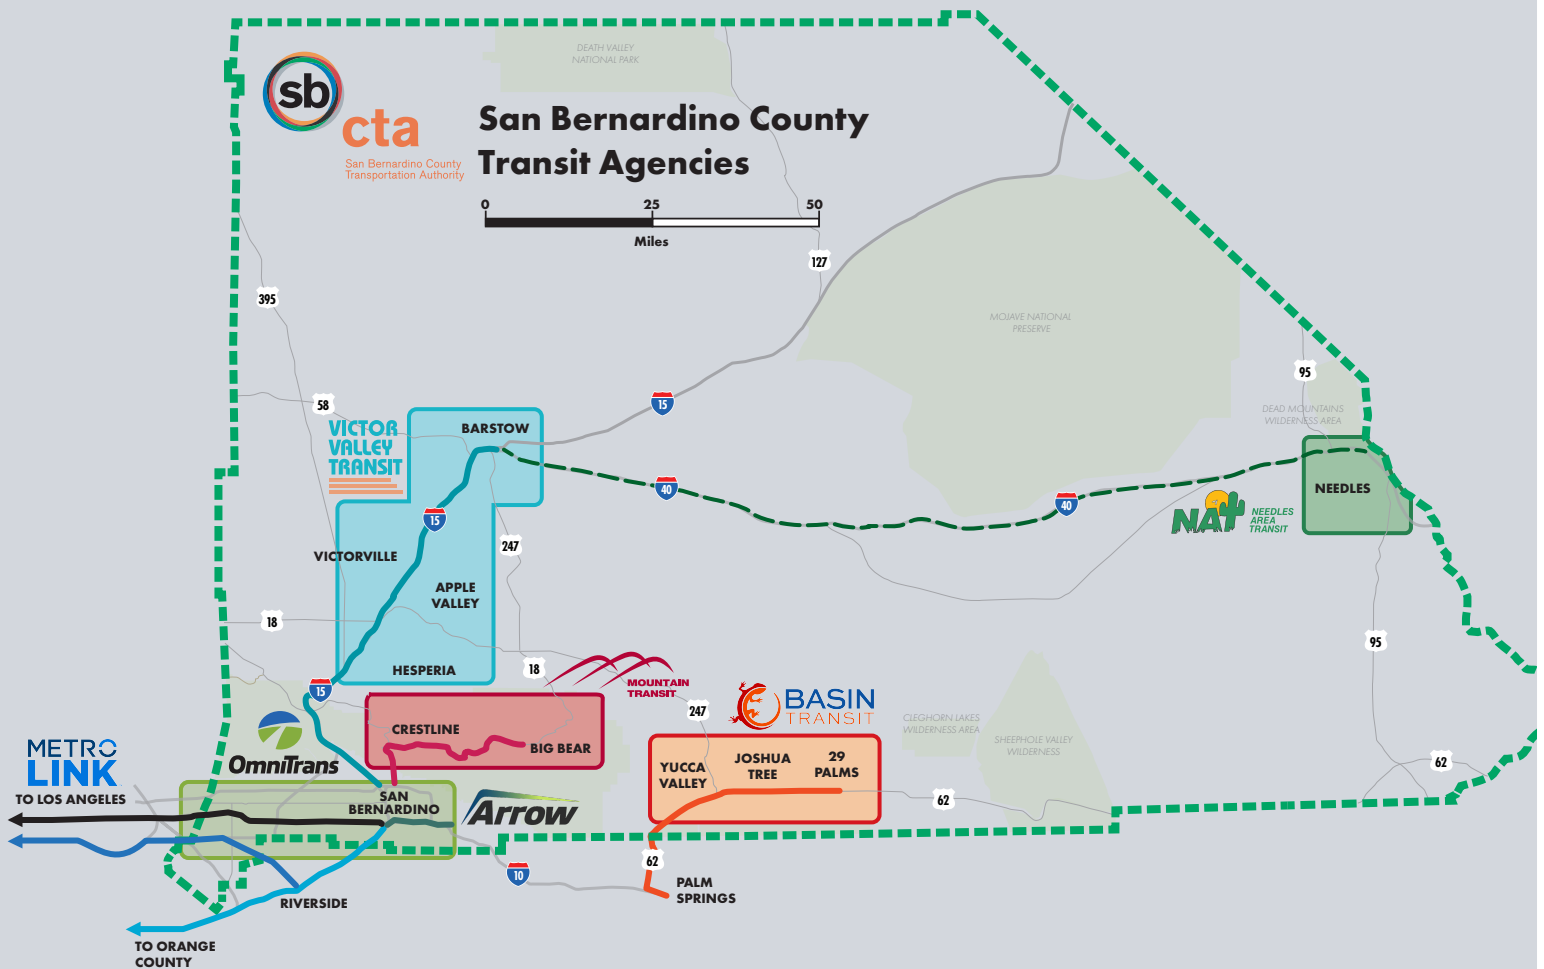 DEATH VALLEY
NATIONAL PARK
sb
cta
San Bernardino County
Transportation Authority
San Bernardino County
Transit Agencies
0 25 50
Miles
127
395
MOJAVE NATIONAL
PRESERVE
95
58
15
DEAD MOUNTAINS
WILDERNESS AREA
VICTOR
VALLEY
TRANSIT
BARSTOW
40
40
NEEDLES
NAT
NEEDLES
AREA
TRANSIT
15
247
VICTORVILLE
APPLE
VALLEY
18
95
HESPERIA
18
15
MOUNTAIN
TRANSIT
247
BASIN
TRANSIT
CLEGHORN LAKES
WILDERNESS AREA
SHEEPHOLE VALLEY
WILDERNESS
CRESTLINE
BIG BEAR
METRO
LINK
OmniTrans
YUCCA
VALLEY
JOSHUA
TREE
29
PALMS
62
TO LOS ANGELES
SAN
BERNARDINO
Arrow
62
62
10
PALM
SPRINGS
RIVERSIDE
TO ORANGE
COUNTY